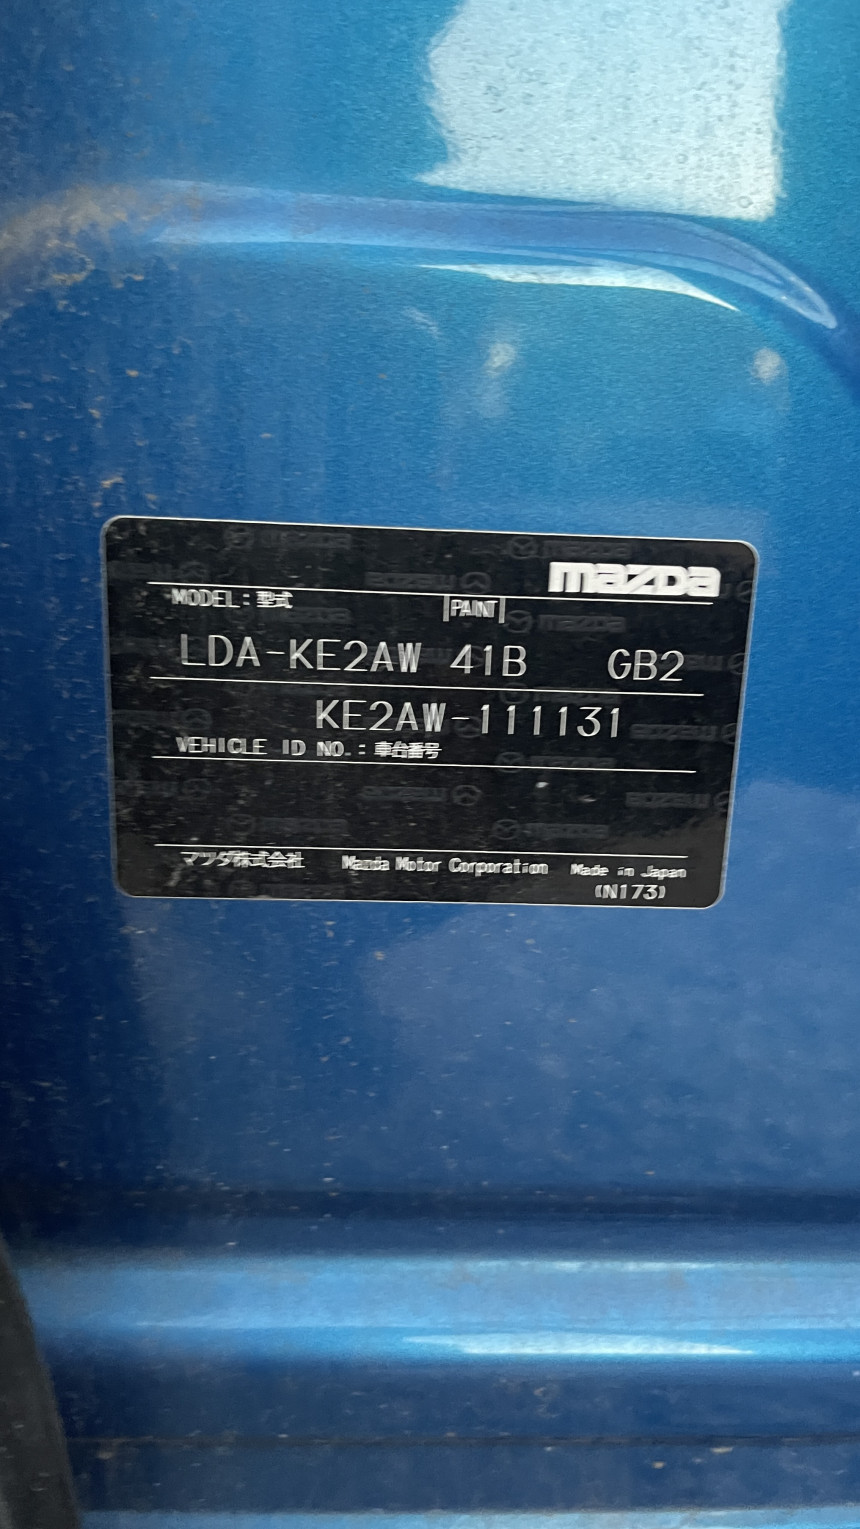 mazda
MODEL : 型式 PAINT
LDA-KE2AW 41B GB2
KE2AW-111131
VEHICLE ID NO. : 車台番号
マツダ株式会社 Mazda Motor Corporation Made in Japan
(N173)